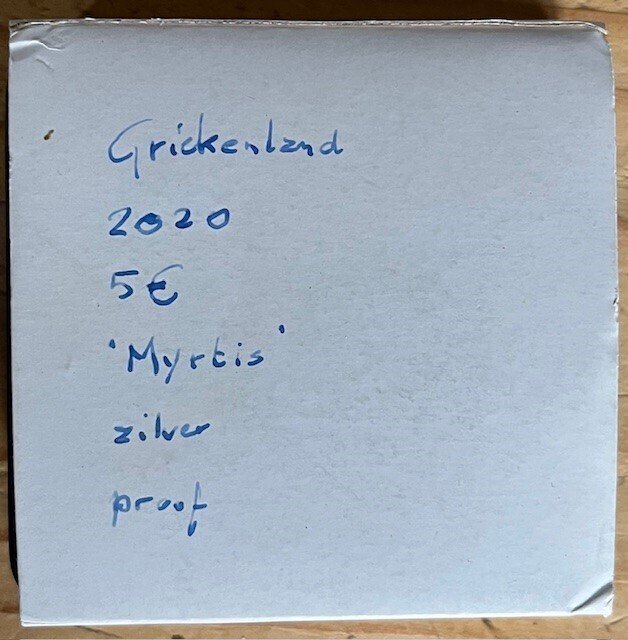 Griekenland
2020
5€
'Myrtis'
zilver
proof